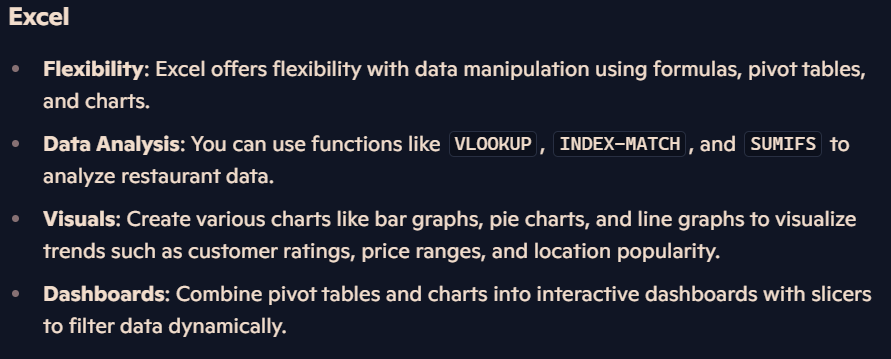 Excel
• Flexibility: Excel offers flexibility with data manipulation using formulas, pivot tables,
and charts.
• Data Analysis: You can use functions like VLOOKUP, INDEX-MATCH, and SUMIFS to
analyze restaurant data.
• Visuals: Create various charts like bar graphs, pie charts, and line graphs to visualize
trends such as customer ratings, price ranges, and location popularity.
• Dashboards: Combine pivot tables and charts into interactive dashboards with slicers
to filter data dynamically.